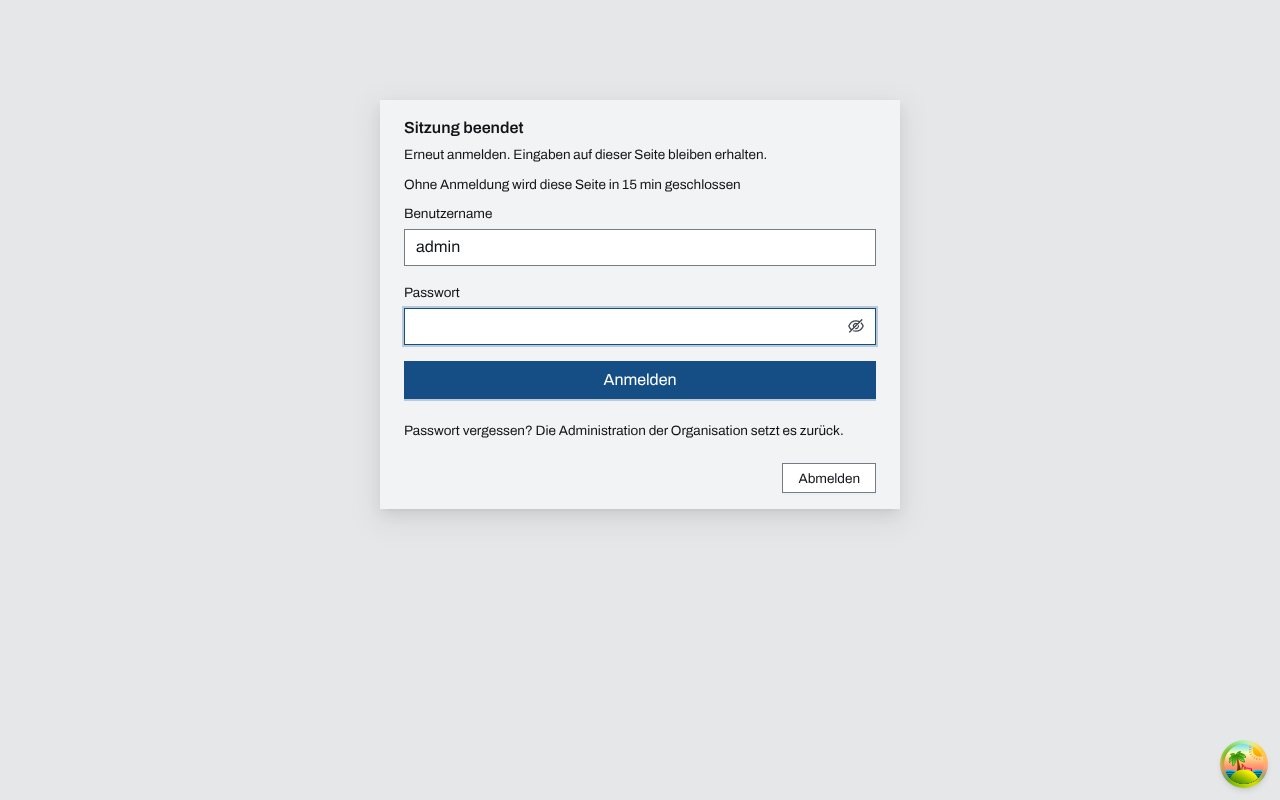 Sitzung beendet
Erneut anmelden. Eingaben auf dieser Seite bleiben erhalten.
Ohne Anmeldung wird diese Seite in 15 min geschlossen
Benutzername
admin
Passwort
Anmelden
Passwort vergessen? Die Administration der Organisation setzt es zurück.
Abmelden